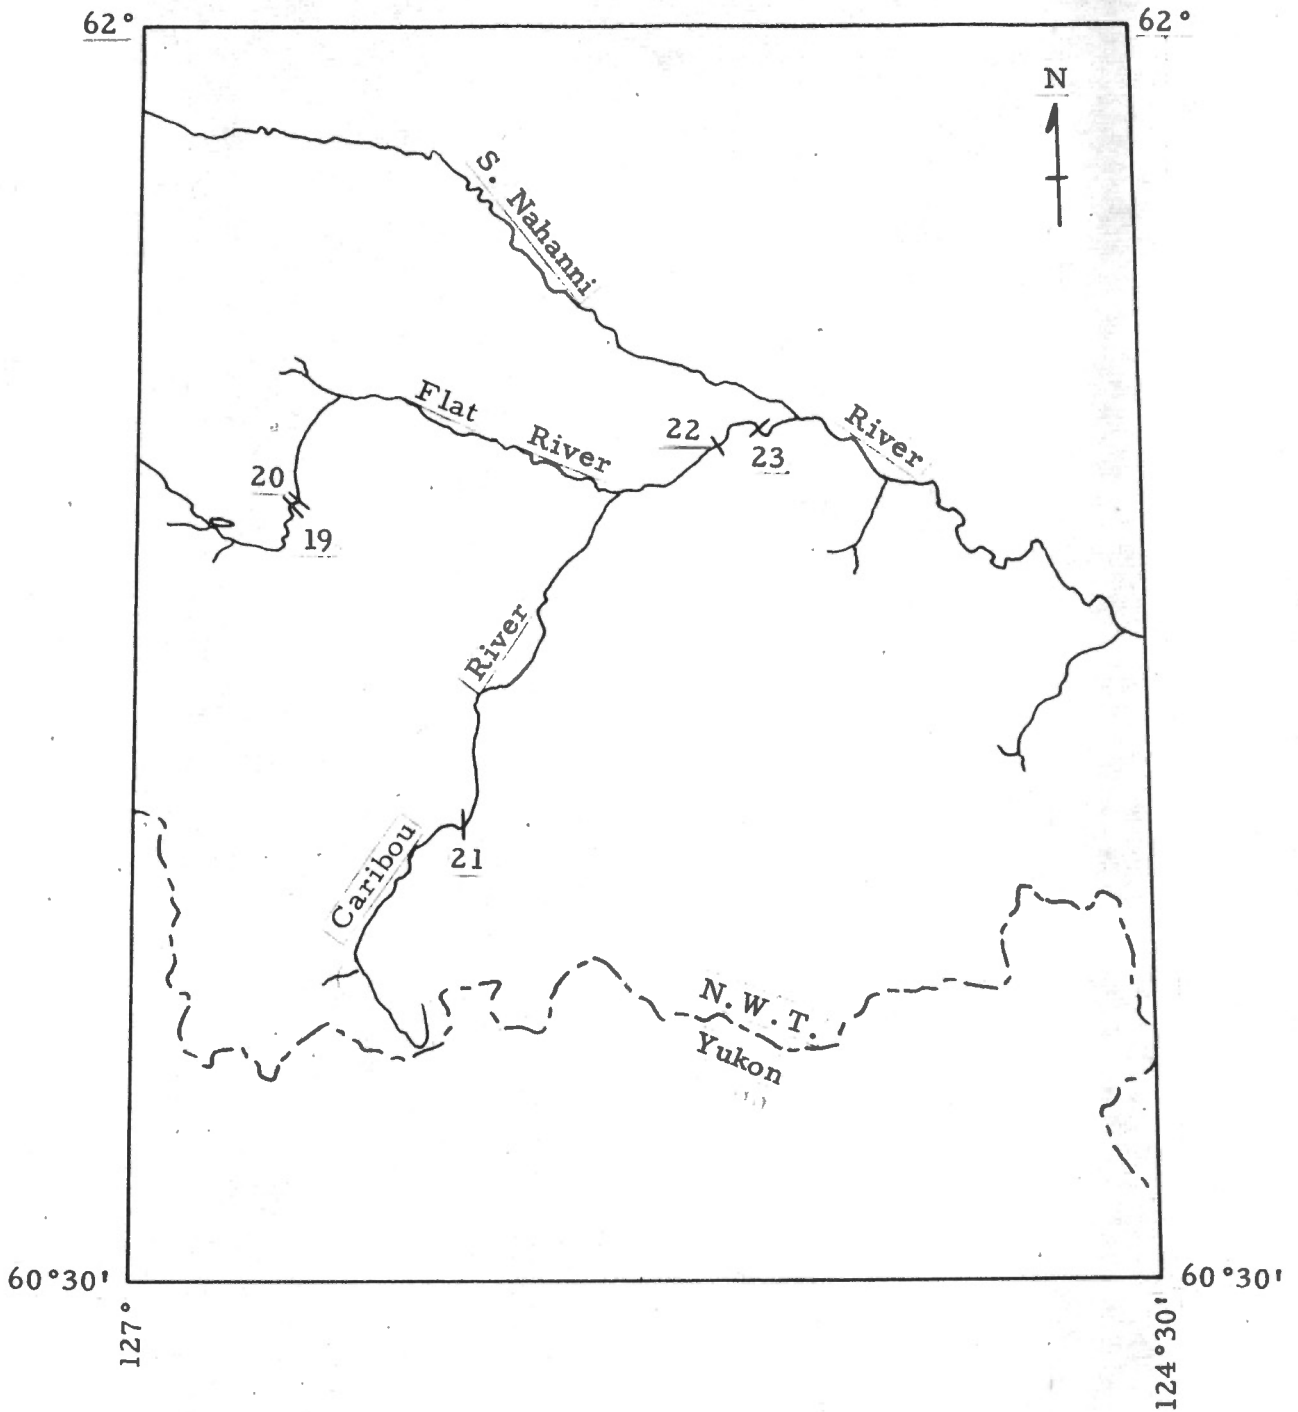 62°
62°
N
S. Nahanni
River
Flat
River
22
23
20
19
River
21
Caribou
N.W.T.
Yukon
60°30'
60°30'
127°
124°30'